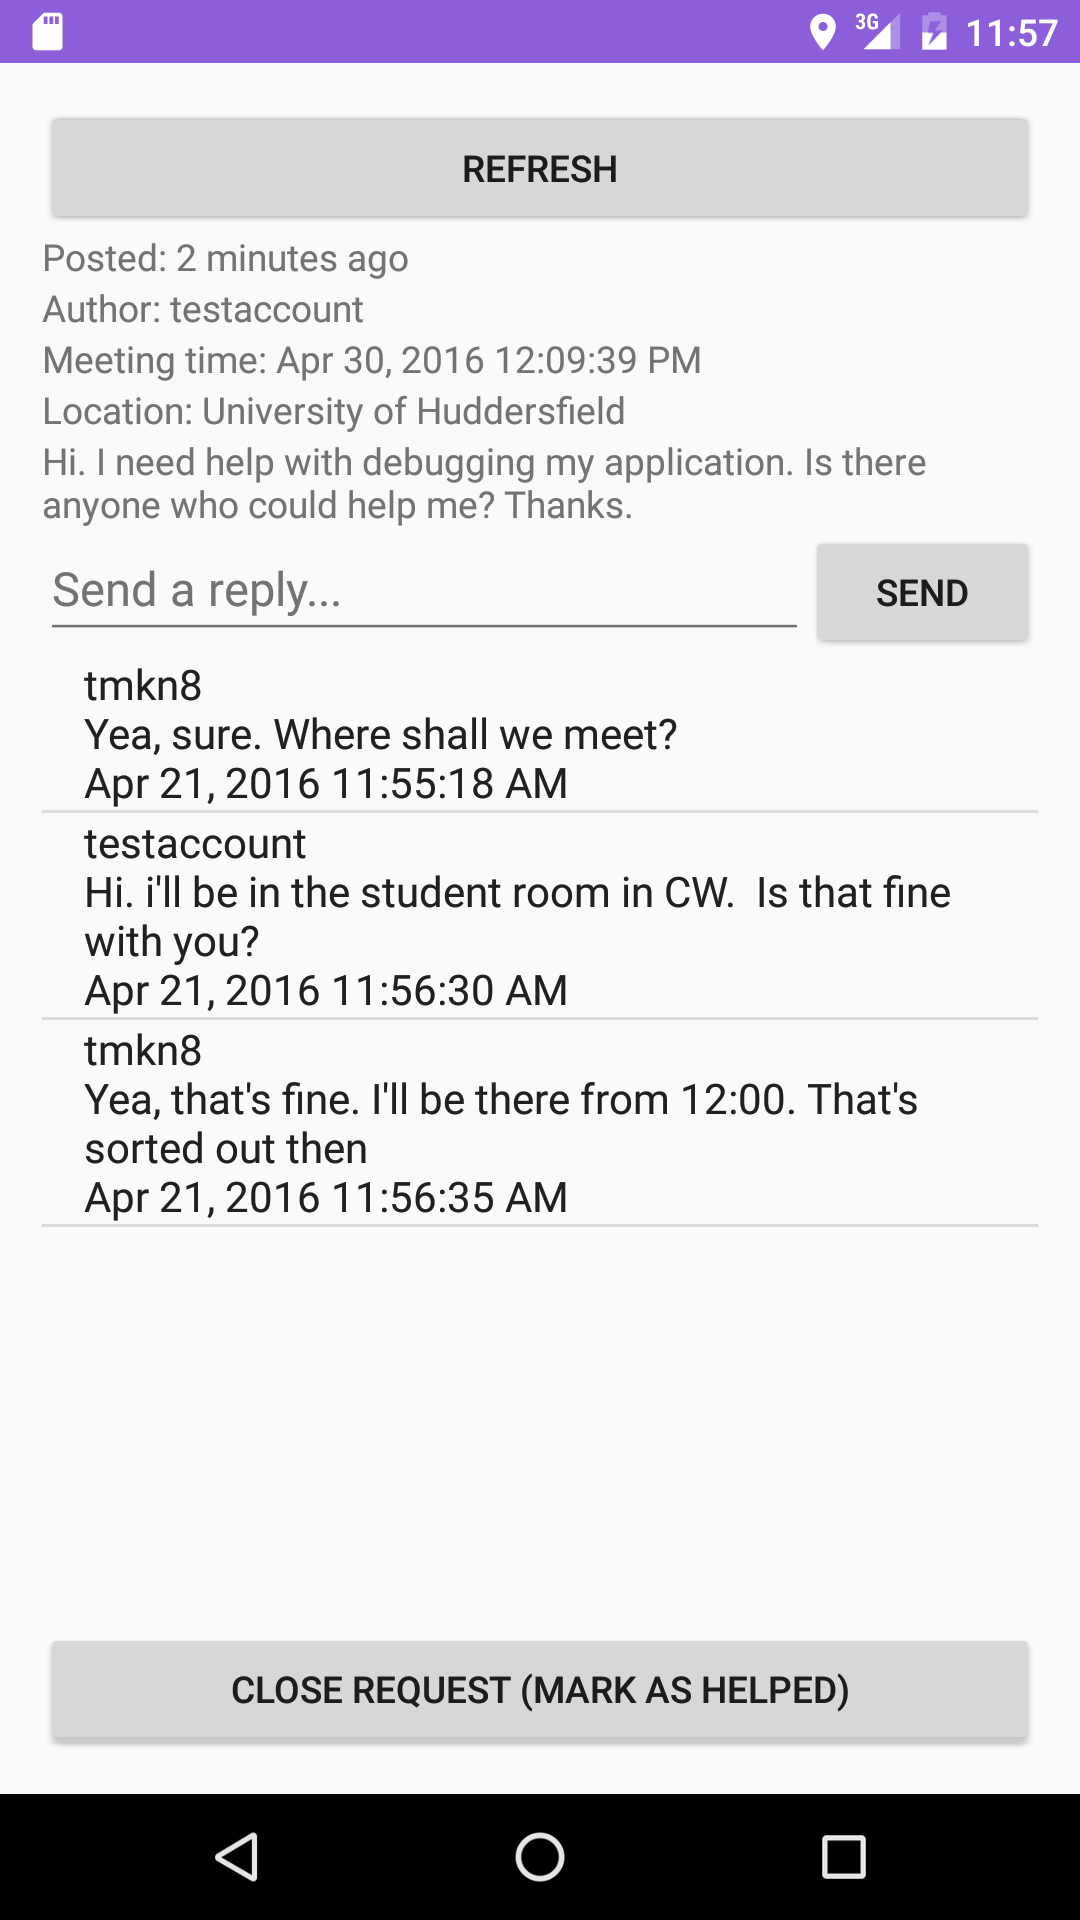 3G 11:57
REFRESH
Posted: 2 minutes ago
Author: testaccount
Meeting time: Apr 30, 2016 12:09:39 PM
Location: University of Huddersfield
Hi. I need help with debugging my application. Is there
anyone who could help me? Thanks.
Send a reply...
SEND
tmkn8
Yea, sure. Where shall we meet?
Apr 21, 2016 11:55:18 AM
testaccount
Hi. i'll be in the student room in CW.  Is that fine
with you?
Apr 21, 2016 11:56:30 AM
tmkn8
Yea, that's fine. I'll be there from 12:00. That's
sorted out then
Apr 21, 2016 11:56:35 AM
CLOSE REQUEST (MARK AS HELPED)